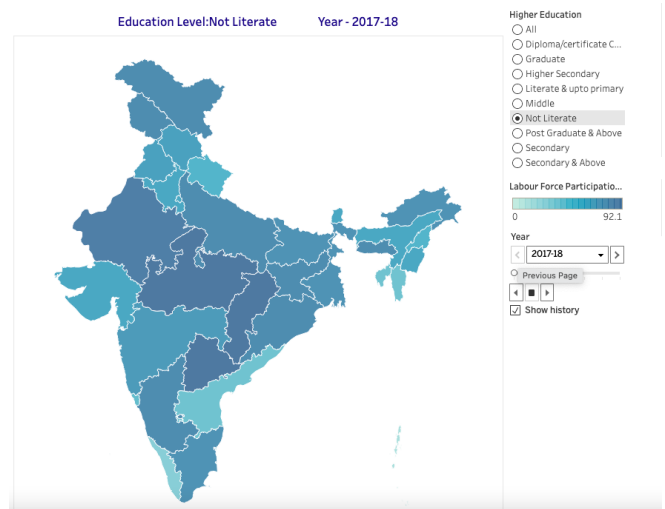 Education Level:Not Literate Year - 2017-18
Higher Education
All
Diploma/certificate C...
Graduate
Higher Secondary
Literate & upto primary
Middle
Not Literate
Post Graduate & Above
Secondary
Secondary & Above
Labour Force Participatio...
0 92.1
Year
2017-18
Previous Page
Show history